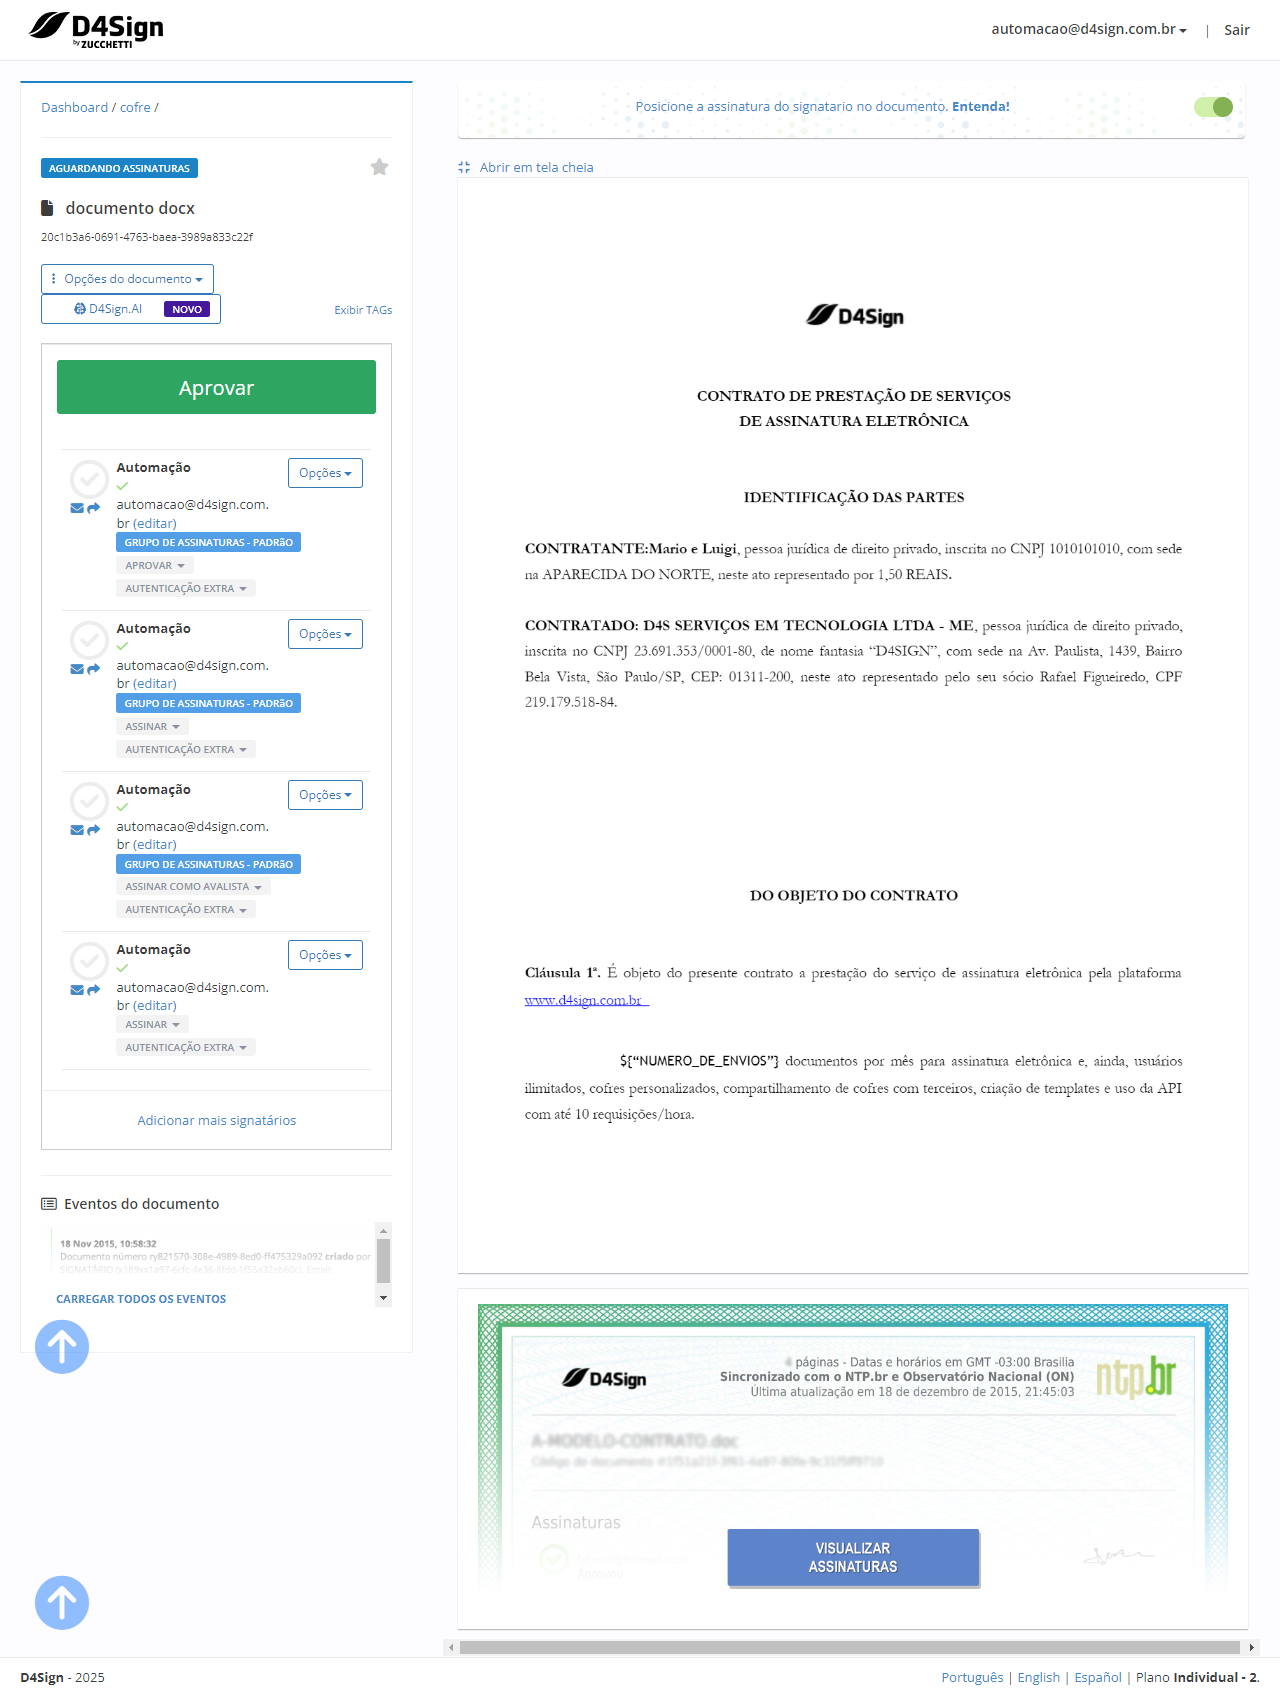 D4Sign
by ZUCCHETTI
automacao@d4sign.com.br | Sair
Dashboard / cofre /
AGUARDANDO ASSINATURAS
documento docx
20c1b3a6-0691-4763-baea-3989a833c22f
Opções do documento
D4Sign.AI NOVO
Exibir TAGs
Aprovar
Automação
Opções
automacao@d4sign.com.
br (editar)
GRUPO DE ASSINATURAS - PADRãO
APROVAR
AUTENTICAÇÃO EXTRA
Automação
Opções
automacao@d4sign.com.
br (editar)
GRUPO DE ASSINATURAS - PADRãO
ASSINAR
AUTENTICAÇÃO EXTRA
Automação
Opções
automacao@d4sign.com.
br (editar)
GRUPO DE ASSINATURAS - PADRãO
ASSINAR COMO AVALISTA
AUTENTICAÇÃO EXTRA
Automação
Opções
automacao@d4sign.com.
br (editar)
ASSINAR
AUTENTICAÇÃO EXTRA
Adicionar mais signatários
Eventos do documento
18 Nov 2015, 10:58:32
Documento número ry821570-308e-4989-8ed0-ff475329a092 criado por
CARREGAR TODOS OS EVENTOS
Posicione a assinatura do signatario no documento. Entenda!
Abrir em tela cheia
D4Sign
CONTRATO DE PRESTAÇÃO DE SERVIÇOS
DE ASSINATURA ELETRÔNICA
IDENTIFICAÇÃO DAS PARTES
CONTRATANTE:Mario e Luigi, pessoa jurídica de direito privado, inscrita no CNPJ 1010101010, com sede
na APARECIDA DO NORTE, neste ato representado por 1,50 REAIS.
CONTRATADO: D4S SERVIÇOS EM TECNOLOGIA LTDA - ME, pessoa jurídica de direito privado,
inscrita no CNPJ 23.691.353/0001-80, de nome fantasia “D4SIGN”, com sede na Av. Paulista, 1439, Bairro
Bela Vista, São Paulo/SP, CEP: 01311-200, neste ato representado pelo seu sócio Rafael Figueiredo, CPF
219.179.518-84.
DO OBJETO DO CONTRATO
Cláusula 1ª. É objeto do presente contrato a prestação do serviço de assinatura eletrônica pela plataforma
www.d4sign.com.br
${“NUMERO_DE_ENVIOS”} documentos por mês para assinatura eletrônica e, ainda, usuários
ilimitados, cofres personalizados, compartilhamento de cofres com terceiros, criação de templates e uso da API
com até 10 requisições/hora.
D4Sign
páginas - Datas e horários em GMT -03:00 Brasilia
Sincronizado com o NTP.br e Observatório Nacional (ON)
Última atualização em 18 de dezembro de 2015, 21:45:03
ntp.br
A-MODELO-CONTRATO.doc
Código do documento
Assinaturas
Aprovou
VISUALIZAR
ASSINATURAS
D4Sign - 2025
Português | English | Español | Plano Individual - 2.